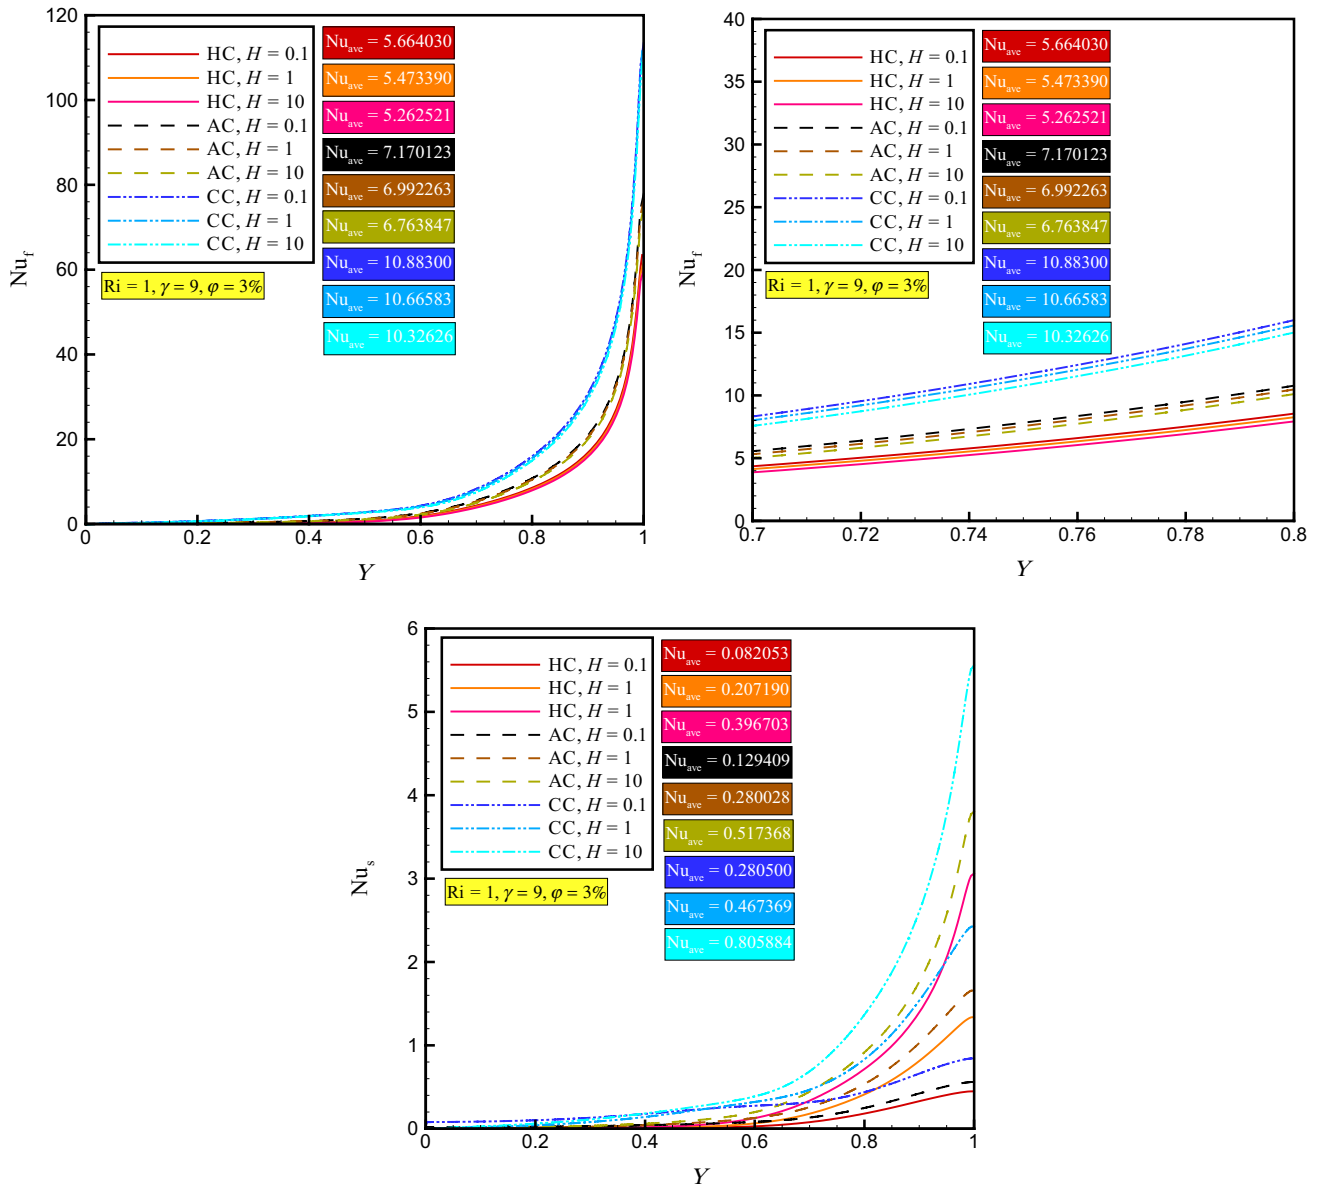 120
100
80
60
40
20
0
Nu_f
HC, H = 0.1
HC, H = 1
HC, H = 10
AC, H = 0.1
AC, H = 1
AC, H = 10
CC, H = 0.1
CC, H = 1
CC, H = 10
Nu_ave = 5.664030
Nu_ave = 5.473390
Nu_ave = 5.262521
Nu_ave = 7.170123
Nu_ave = 6.992263
Nu_ave = 6.763847
Nu_ave = 10.88300
Nu_ave = 10.66583
Nu_ave = 10.32626
Ri = 1, γ = 9, φ = 3%
0 0.2 0.4 0.6 0.8 1
Y
40
35
30
25
20
15
10
5
0
Nu_f
HC, H = 0.1
HC, H = 1
HC, H = 10
AC, H = 0.1
AC, H = 1
AC, H = 10
CC, H = 0.1
CC, H = 1
CC, H = 10
Nu_ave = 5.664030
Nu_ave = 5.473390
Nu_ave = 5.262521
Nu_ave = 7.170123
Nu_ave = 6.992263
Nu_ave = 6.763847
Nu_ave = 10.88300
Nu_ave = 10.66583
Nu_ave = 10.32626
Ri = 1, γ = 9, φ = 3%
0.7 0.72 0.74 0.76 0.78 0.8
Y
6
5
4
3
2
1
0
Nu_s
HC, H = 0.1
HC, H = 1
HC, H = 1
AC, H = 0.1
AC, H = 1
AC, H = 10
CC, H = 0.1
CC, H = 1
CC, H = 10
Nu_ave = 0.082053
Nu_ave = 0.207190
Nu_ave = 0.396703
Nu_ave = 0.129409
Nu_ave = 0.280028
Nu_ave = 0.517368
Nu_ave = 0.280500
Nu_ave = 0.467369
Nu_ave = 0.805884
Ri = 1, γ = 9, φ = 3%
0 0.2 0.4 0.6 0.8 1
Y